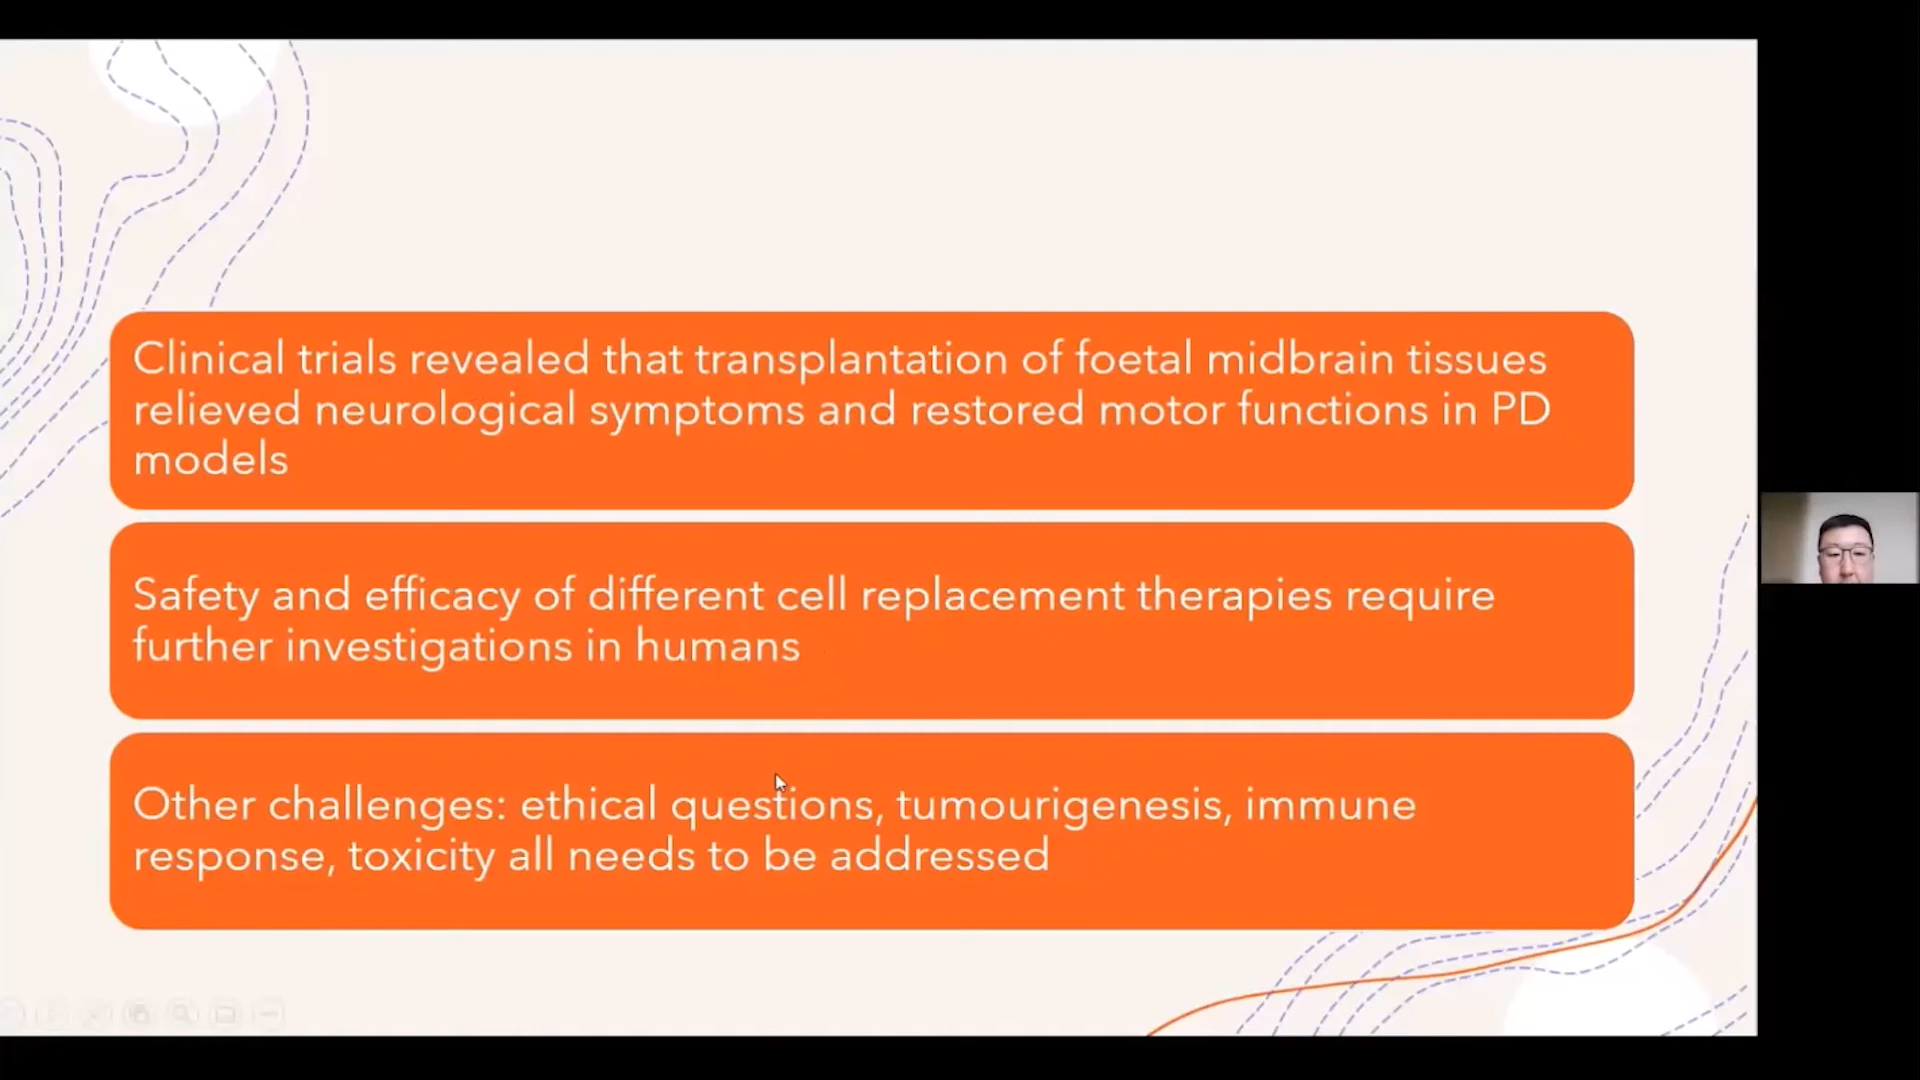 Clinical trials revealed that transplantation of foetal midbrain tissues
relieved neurological symptoms and restored motor functions in PD
models
Safety and efficacy of different cell replacement therapies require
further investigations in humans
Other challenges: ethical questions, tumourigenesis, immune
response, toxicity all needs to be addressed